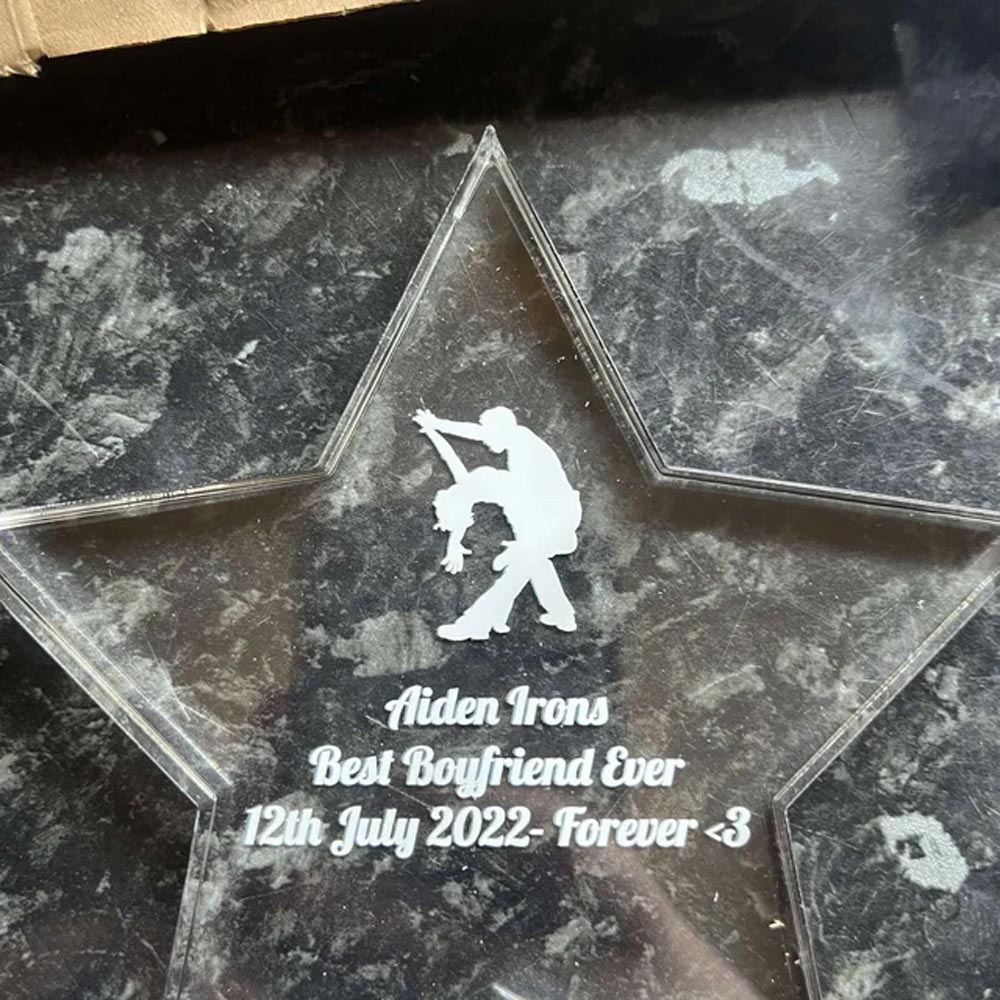 Aiden Irons
Best Boyfriend Ever
12th July 2022- Forever <3